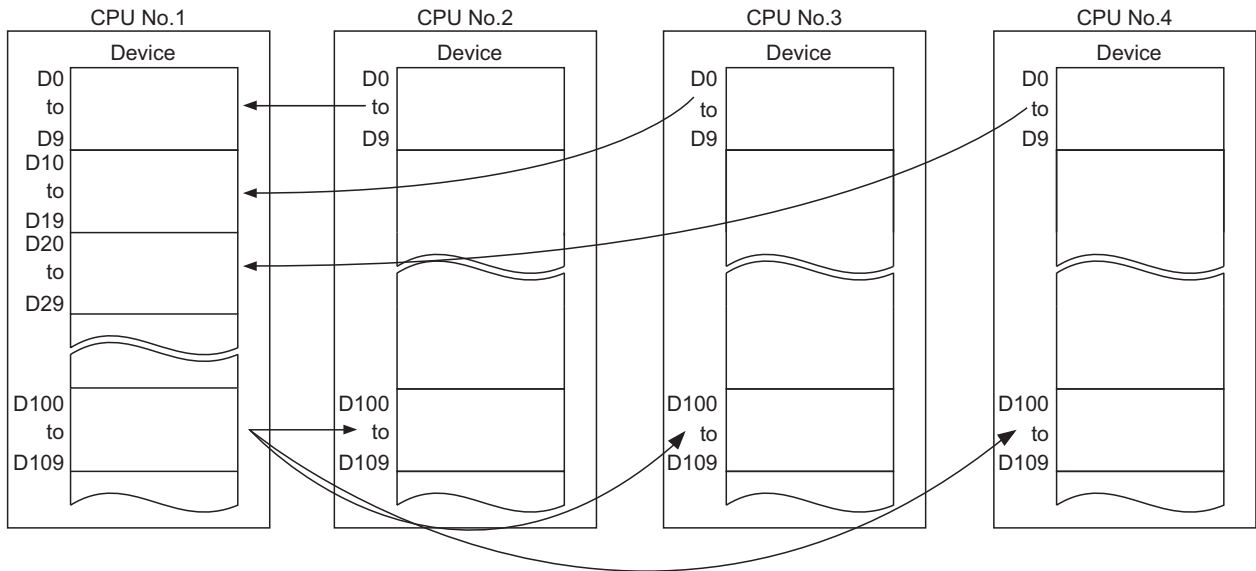 CPU No.1
Device
D0
to
D9
D10
to
D19
D20
to
D29
D100
to
D109
CPU No.2
Device
D0
to
D9
D100
to
D109
CPU No.3
Device
D0
to
D9
D100
to
D109
CPU No.4
Device
D0
to
D9
D100
to
D109